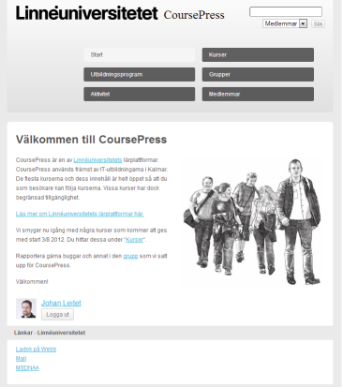 Linnéuniversitetet CoursePress
Medlemmar Sök
Start Kurser
Utbildningsprogram Grupper
Aktivitet Medlemmar
Välkommen till CoursePress
CoursePress är en av Linnéuniversitetets lärplattformar.
CoursePress används främst av IT-utbildningarna i Kalmar.
De flesta kurserna och dess innehåll är helt öppet så att du
som besökare kan följa kurserna. Vissa kurser har dock
begränsad tillgänglighet.
Läs mer och Linnéuniversitetets lärplattformar här.
Vi smyger nu igång med några kurser som kommer att ges
med start 3/9 2012. Du hittar dessa under "Kurser".
Rapportera gärna buggar och annat i den grupp som vi satt
upp för CoursePress.
Välkommen!
Johan Leitet
Logga ut
Länkar - Linnéuniversitetet
Lastin på Webb
Mail
MSDNAA